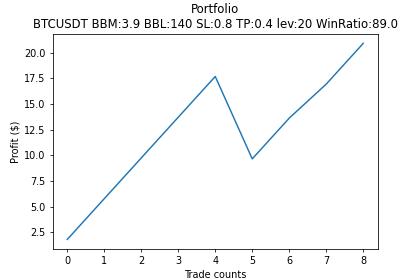 Portfolio
BTCUSDT BBM:3.9 BBL:140 SL:0.8 TP:0.4 lev:20 WinRatio:89.0
20.0
17.5
15.0
12.5
10.0
7.5
5.0
2.5
Profit ($)
0 1 2 3 4 5 6 7 8
Trade counts